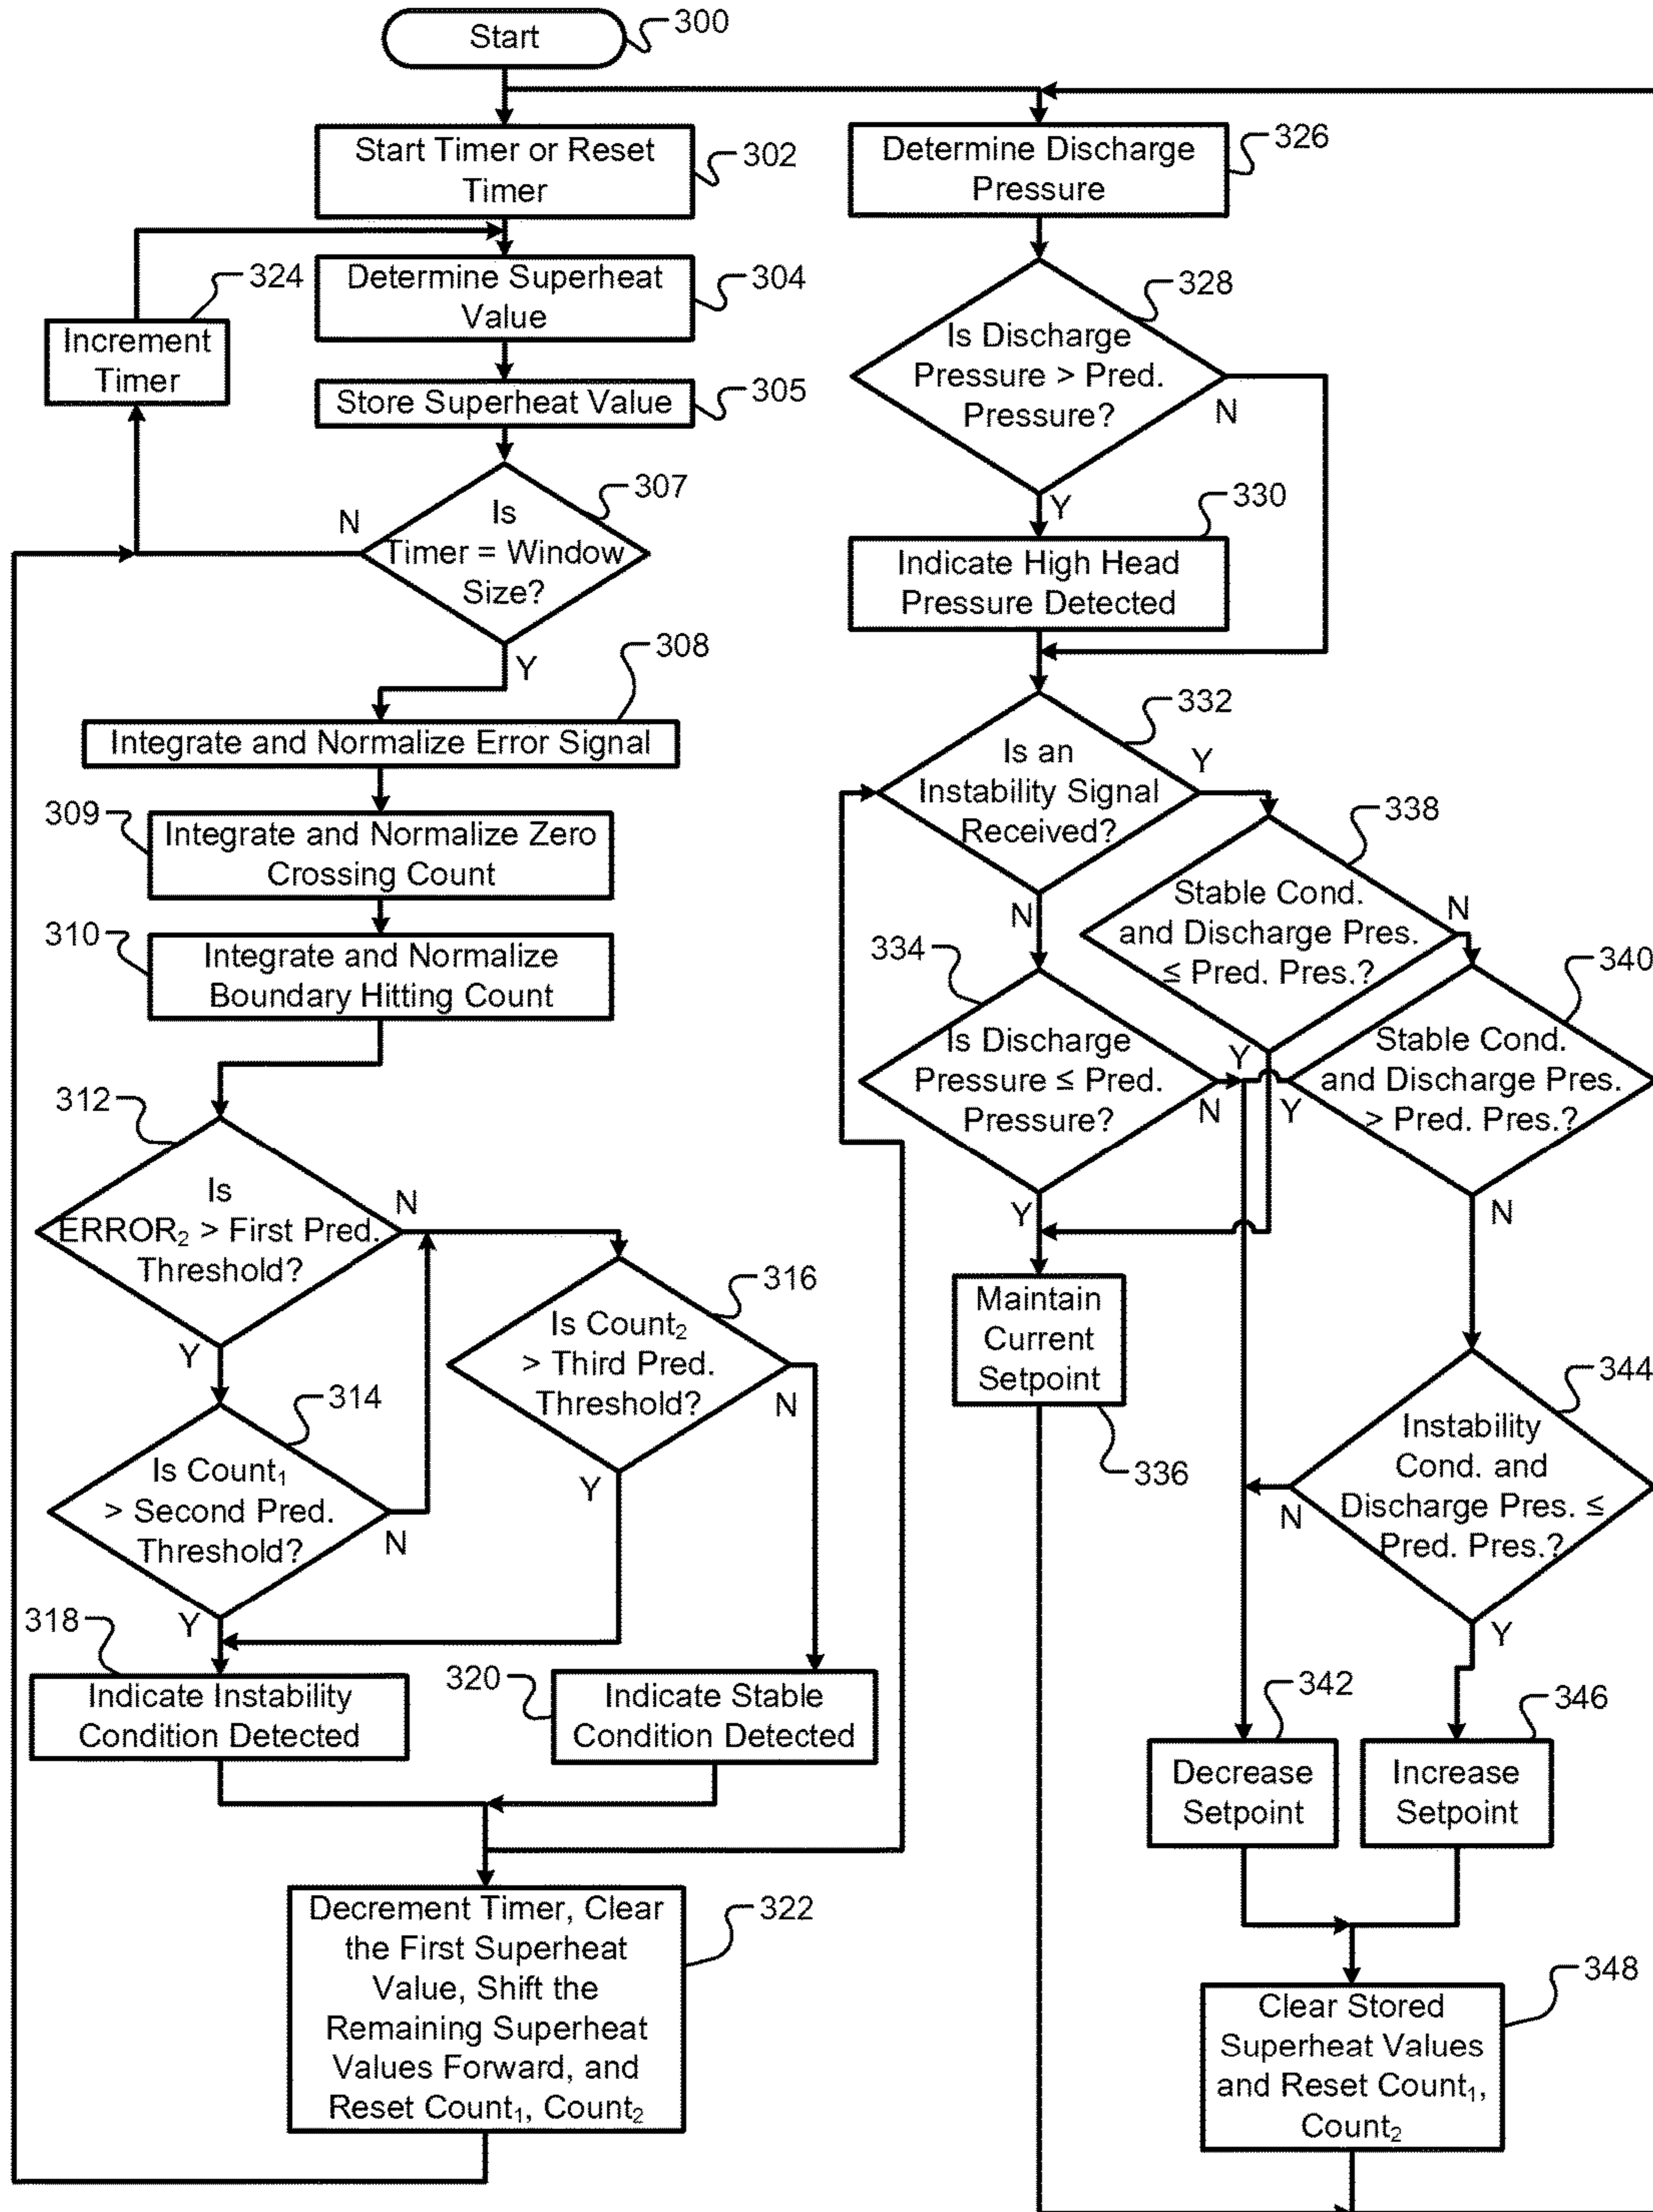 Start
300
Start Timer or Reset
Timer
302
Determine Superheat
Value
304
324
Increment
Timer
Store Superheat Value
305
Is
Timer = Window
Size?
307
N
Y
308
Integrate and Normalize Error Signal
309
Integrate and Normalize Zero
Crossing Count
310
Integrate and Normalize
Boundary Hitting Count
312
Is
ERROR₂ > First Pred.
Threshold?
N
Y
314
Is Count₁
> Second Pred.
Threshold?
N
Y
316
Is Count₂
> Third Pred.
Threshold?
N
Y
318
Indicate Instability
Condition Detected
320
Indicate Stable
Condition Detected
Decrement Timer, Clear
the First Superheat
Value, Shift the
Remaining Superheat
Values Forward, and
Reset Count₁, Count₂
322
Determine Discharge
Pressure
326
328
Is Discharge
Pressure > Pred.
Pressure?
N
Y
330
Indicate High Head
Pressure Detected
332
Is an
Instability Signal
Received?
Y
N
334
Is Discharge
Pressure ≤ Pred.
Pressure?
N
Y
Maintain
Current
Setpoint
336
338
Stable Cond.
and Discharge Pres.
≤ Pred. Pres.?
N
Y
340
Stable Cond.
and Discharge Pres.
> Pred. Pres.?
Y
N
344
Instability
Cond. and
Discharge Pres. ≤
Pred. Pres.?
N
Y
342
Decrease
Setpoint
346
Increase
Setpoint
348
Clear Stored
Superheat Values
and Reset Count₁,
Count₂